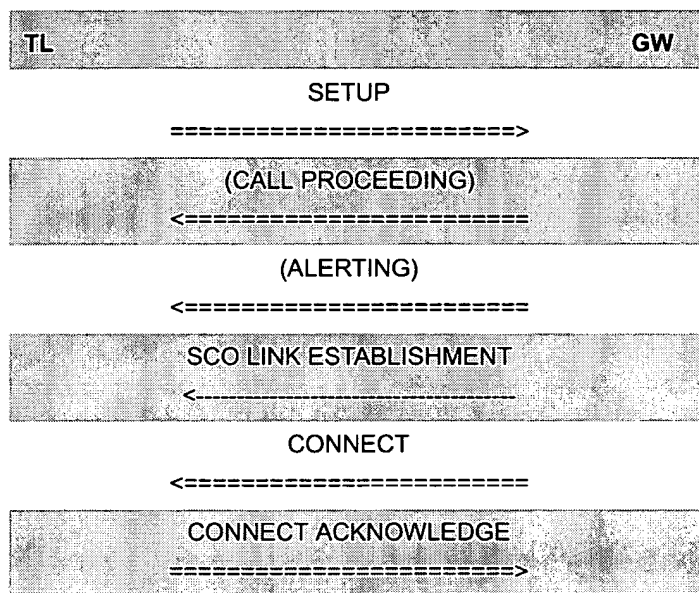 TL GW
SETUP
========================>
(CALL PROCEEDING)
<========================
(ALERTING)
<========================
SCO LINK ESTABLISHMENT
<--------------------------------
CONNECT
<========================
CONNECT ACKNOWLEDGE
========================>